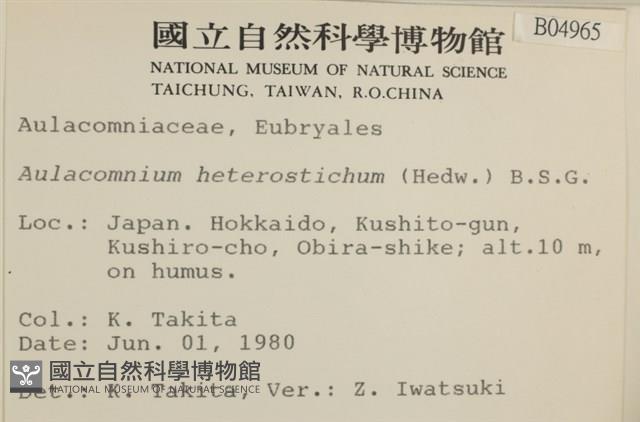 國立自然科學博物館
B04965
NATIONAL MUSEUM OF NATURAL SCIENCE
TAICHUNG, TAIWAN, R.O.CHINA
Aulacomniaceae, Eubryales
Aulacomnium heterostichum (Hedw.) B.S.G.
Loc.: Japan. Hokkaido, Kushito-gun,
Kushiro-cho, Obira-shike; alt.10 m,
on humus.
Col.: K. Takita
Date: Jun. 01, 1980
國立自然科學博物館
NATIONAL MUSEUM OF NATURAL SCIENCE
Det.: K. Takita, Ver.: Z. Iwatsuki